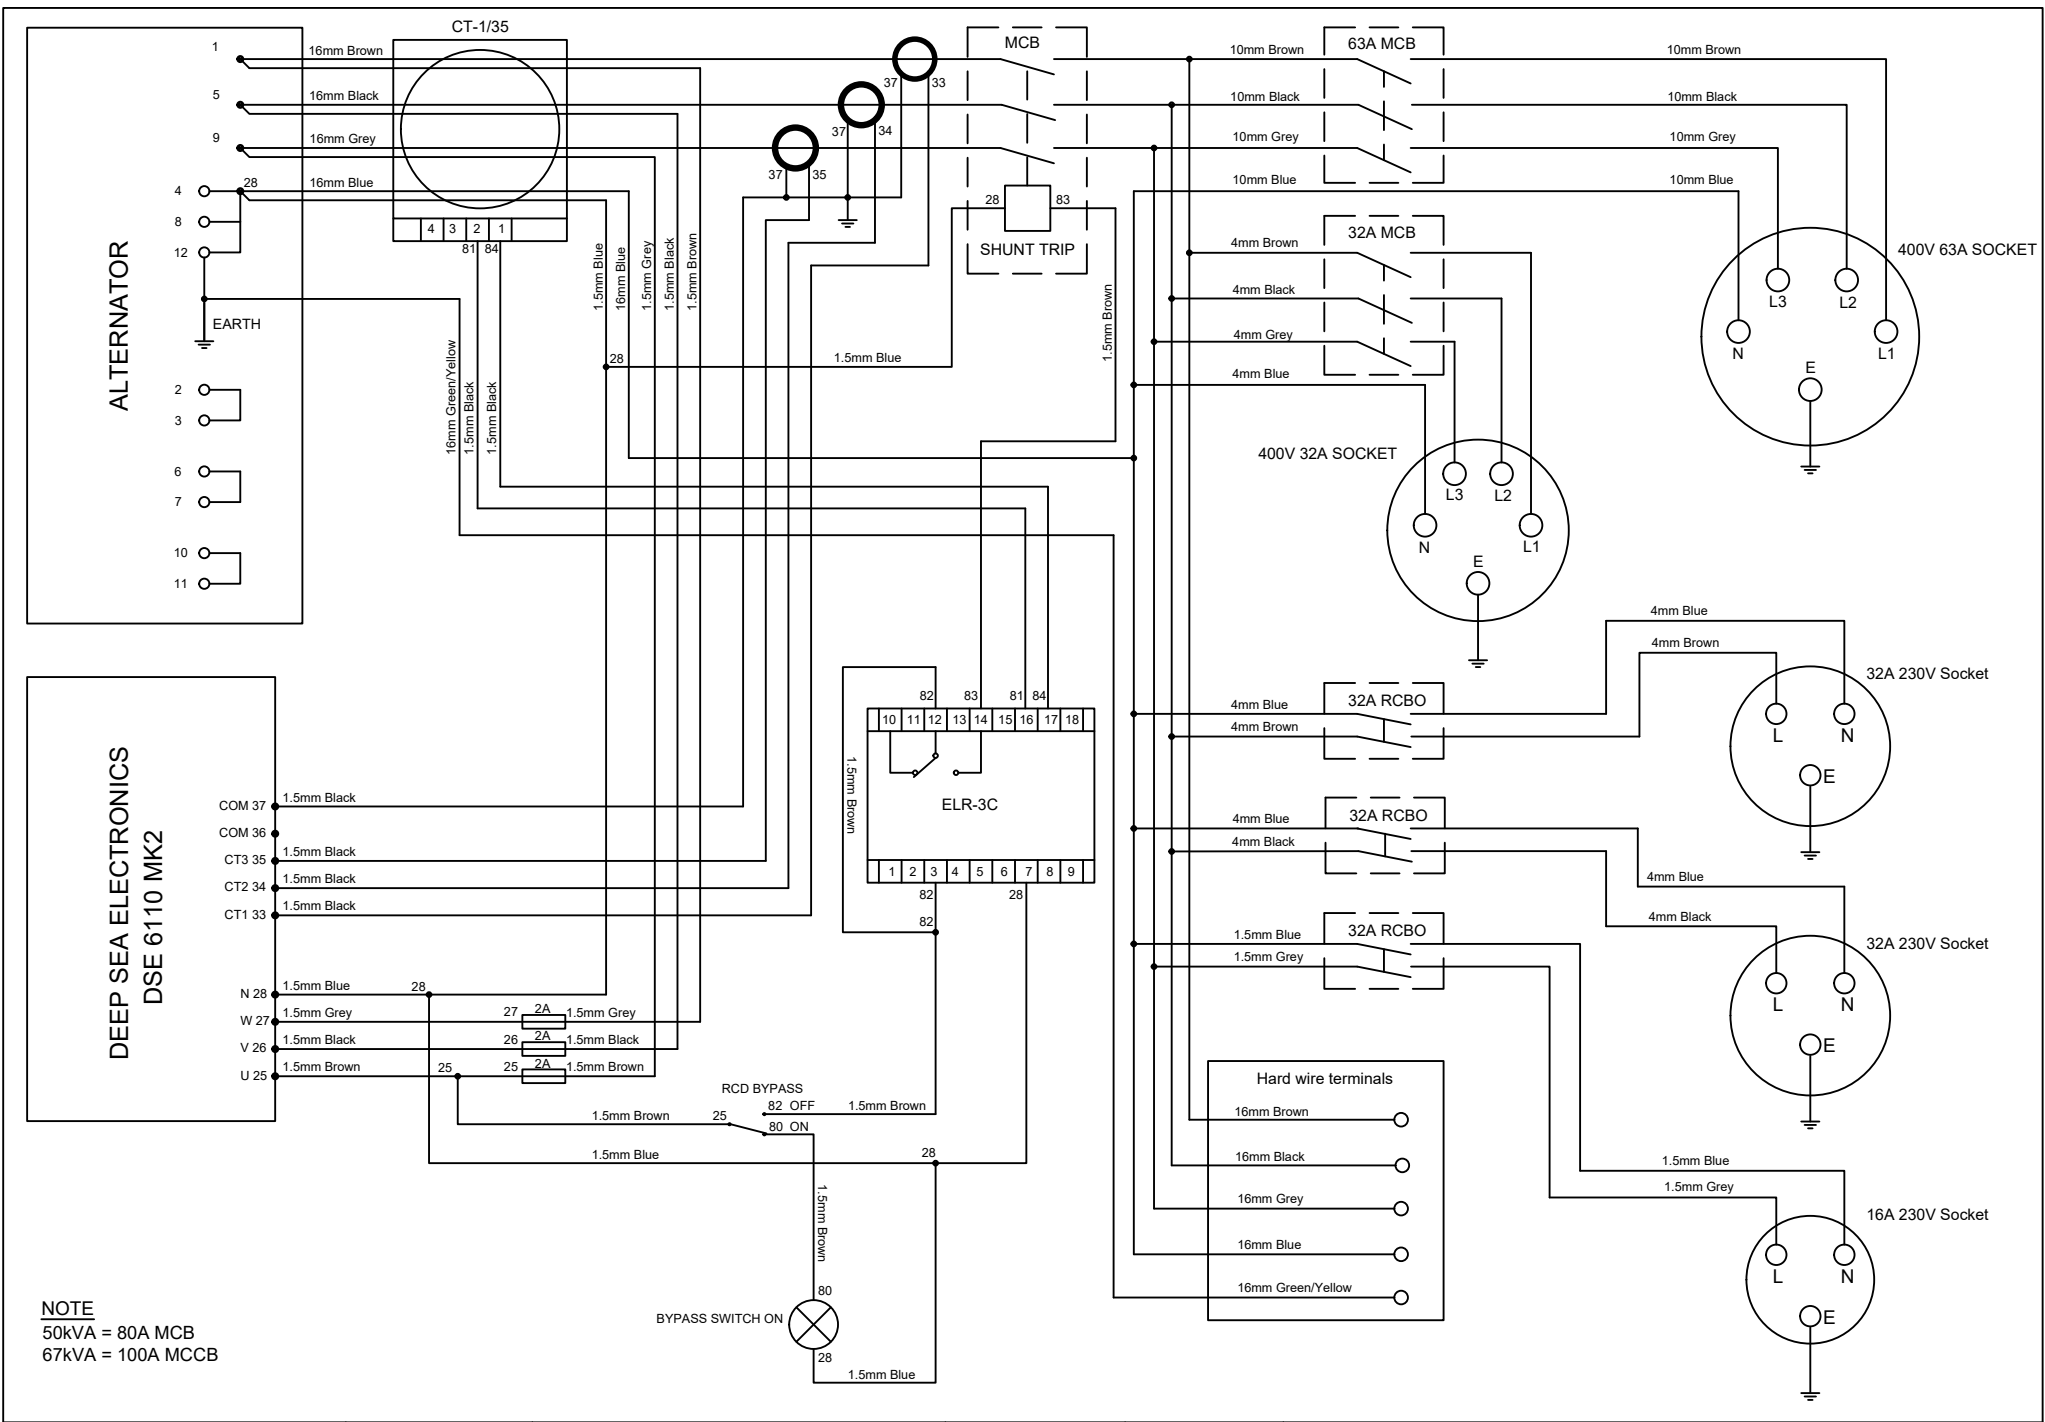 CT-1/35
1
16mm Brown
5
16mm Black
9
16mm Grey
4
28
16mm Blue
8
12
4 3 2 1
81 84
EARTH
ALTERNATOR
2
3
6
7
10
11
1.5mm Blue
16mm Blue
1.5mm Grey
1.5mm Black
1.5mm Brown
16mm Green/Yellow
1.5mm Black
1.5mm Black
37 33
37 34
37 35
MCB
28 83
SHUNT TRIP
28
1.5mm Blue
1.5mm Brown
10mm Brown
63A MCB
10mm Brown
10mm Black
10mm Black
10mm Grey
10mm Grey
10mm Blue
10mm Blue
400V 63A SOCKET
L3
L2
N
L1
E
32A MCB
4mm Brown
4mm Black
4mm Grey
4mm Blue
400V 32A SOCKET
L3
L2
N
L1
E
4mm Blue
4mm Brown
32A 230V Socket
32A RCBO
4mm Blue
4mm Brown
L
N
E
32A RCBO
4mm Blue
4mm Black
4mm Blue
4mm Black
32A 230V Socket
L
N
E
32A RCBO
1.5mm Blue
1.5mm Grey
1.5mm Blue
1.5mm Grey
16A 230V Socket
L
N
E
82 83 81 84
10 11 12 13 14 15 16 17 18
1.5mm Brown
ELR-3C
1 2 3 4 5 6 7 8 9
82
28
82
DEEP SEA ELECTRONICS
DSE 6110 MK2
COM 37
1.5mm Black
COM 36
CT3 35
1.5mm Black
CT2 34
1.5mm Black
CT1 33
1.5mm Black
N 28
1.5mm Blue
28
W 27
1.5mm Grey
27
2A
1.5mm Grey
V 26
1.5mm Black
26
2A
1.5mm Black
U 25
1.5mm Brown
25
25
2A
1.5mm Brown
RCD BYPASS
82 OFF
1.5mm Brown
1.5mm Brown
25
80 ON
1.5mm Blue
28
1.5mm Brown
80
BYPASS SWITCH ON
28
1.5mm Blue
Hard wire terminals
16mm Brown
16mm Black
16mm Grey
16mm Blue
16mm Green/Yellow
NOTE
50kVA = 80A MCB
67kVA = 100A MCCB